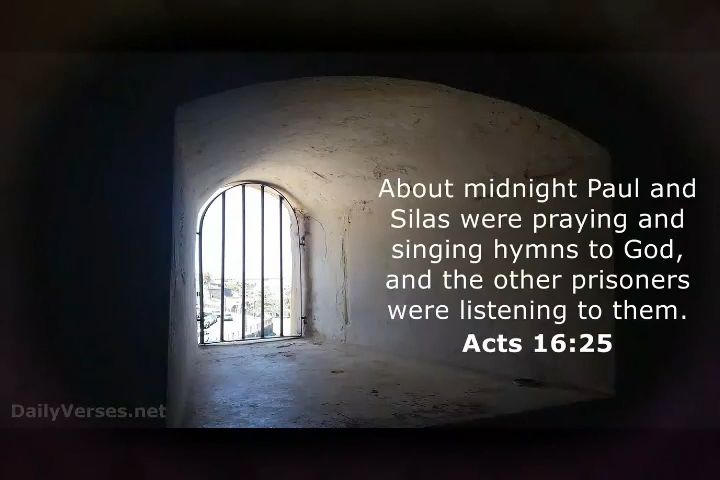 About midnight Paul and
Silas were praying and
singing hymns to God,
and the other prisoners
were listening to them.
Acts 16:25
DailyVerses.net